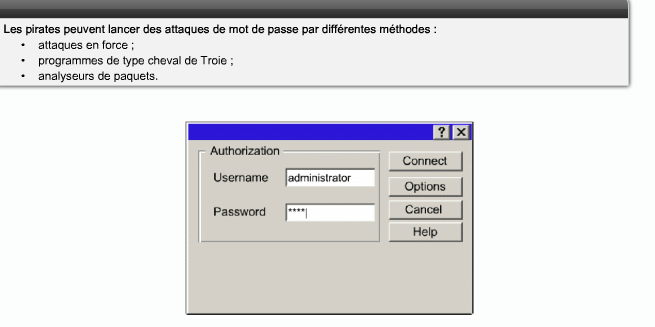 Les pirates peuvent lancer des attaques de mot de passe par différentes méthodes :
• attaques en force ;
• programmes de type cheval de Troie ;
• analyseurs de paquets.
? X
Authorization
Connect
Username administrator
Options
Password ****
Cancel
Help